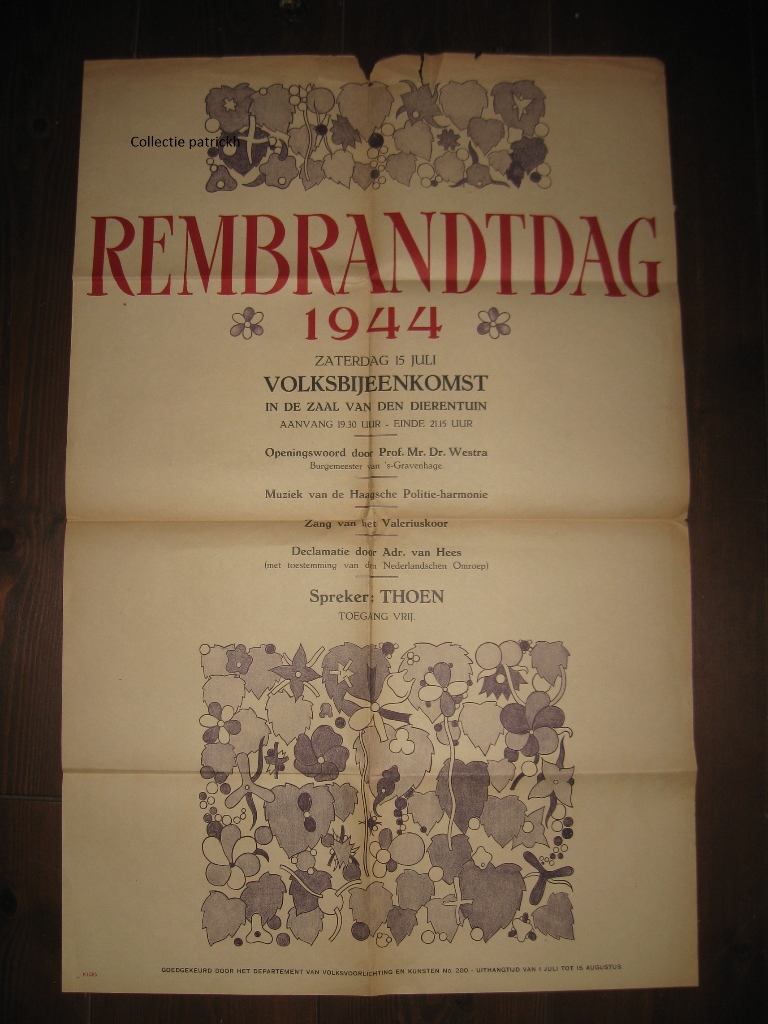 Collectie patrickh
REMBRANDTDAG
1944
ZATERDAG 15 JULI
VOLKSBIJEENKOMST
IN DE ZAAL VAN DEN DIERENTUIN
AANVANG 19.30 UUR - EINDE 21.15 UUR
Openingswoord door Prof. Mr. Dr. Westra
Burgemeester van 's-Gravenhage
Muziek van de Haagsche Politie-harmonie
Zang van het Valeriuskoor
Declamatie door Adr. van Hees
(met toestemming van den Nederlandschen Omroep)
Spreker: THOEN
TOEGANG VRIJ.
GOEDGEKEURD DOOR HET DEPARTEMENT VAN VOLKSVOORLICHTING EN KUNSTEN No. 200 - UITHANGTIJD VAN 1 JULI TOT 15 AUGUSTUS